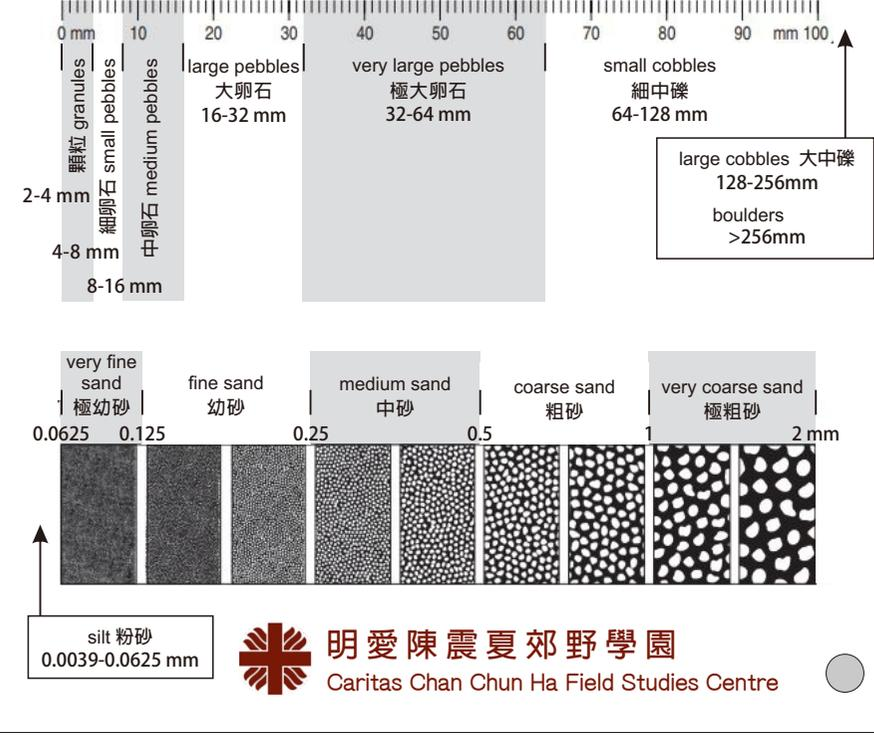 0 mm 10 20 30 40 50 60 70 80 90 mm 100
顆粒 granules
2-4 mm
細卵石 small pebbles
4-8 mm
中卵石 medium pebbles
8-16 mm
large pebbles
大卵石
16-32 mm
very large pebbles
極大卵石
32-64 mm
small cobbles
細中礫
64-128 mm
large cobbles 大中礫
128-256mm
boulders
>256mm
very fine
sand
極幼砂
fine sand
幼砂
medium sand
中砂
coarse sand
粗砂
very coarse sand
極粗砂
0.0625 0.125 0.25 0.5 1 2 mm
silt 粉砂
0.0039-0.0625 mm
明愛陳震夏郊野學園
Caritas Chan Chun Ha Field Studies Centre